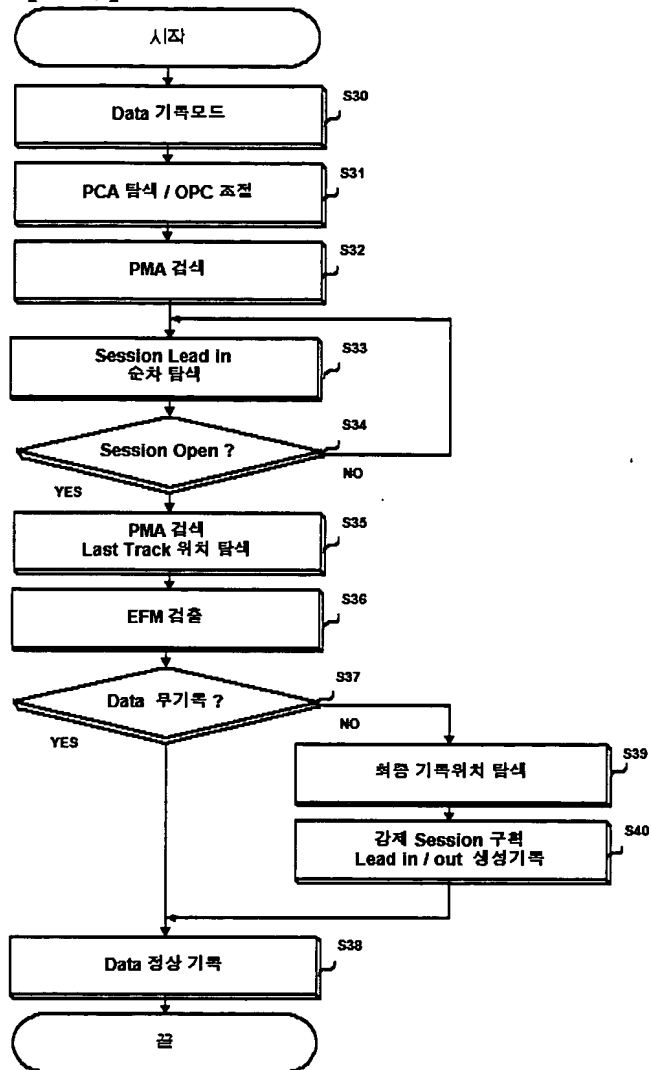 시작
Data 기록모드
S30
PCA 탐색 / OPC 조절
S31
PMA 검색
S32
Session Lead in
순차 탐색
S33
Session Open ?
S34
NO
YES
PMA 검색
Last Track 위치 탐색
S35
EFM 검출
S36
Data 무기록 ?
S37
NO
YES
최종 기록위치 탐색
S39
강제 Session 구획
Lead in / out 생성기록
S40
Data 정상 기록
S38
끝